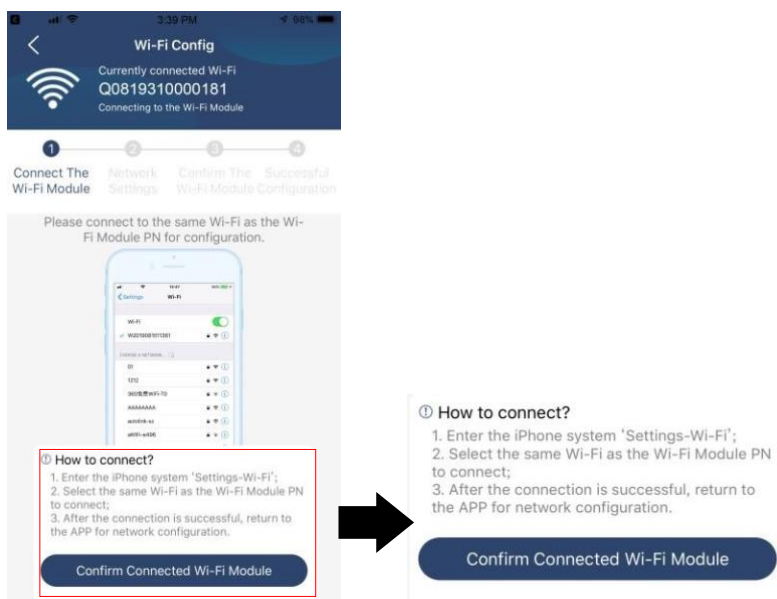 3:39 PM
98%
Wi-Fi Config
Currently connected Wi-Fi
Q0819310000181
Connecting to the Wi-Fi Module
1 2 3 4
Connect The Network Confirm The Successful
Wi-Fi Module Settings Wi-Fi Module Configuration
Please connect to the same Wi-Fi as the Wi-
Fi Module PN for configuration.
Settings Wi-Fi
Wi-Fi
Choose a network...
01
1212
AAAAAAAA
How to connect?
1. Enter the iPhone system 'Settings-Wi-Fi';
2. Select the same Wi-Fi as the Wi-Fi Module PN
to connect;
3. After the connection is successful, return to
the APP for network configuration.
Confirm Connected Wi-Fi Module
How to connect?
1. Enter the iPhone system 'Settings-Wi-Fi';
2. Select the same Wi-Fi as the Wi-Fi Module PN
to connect;
3. After the connection is successful, return to
the APP for network configuration.
Confirm Connected Wi-Fi Module